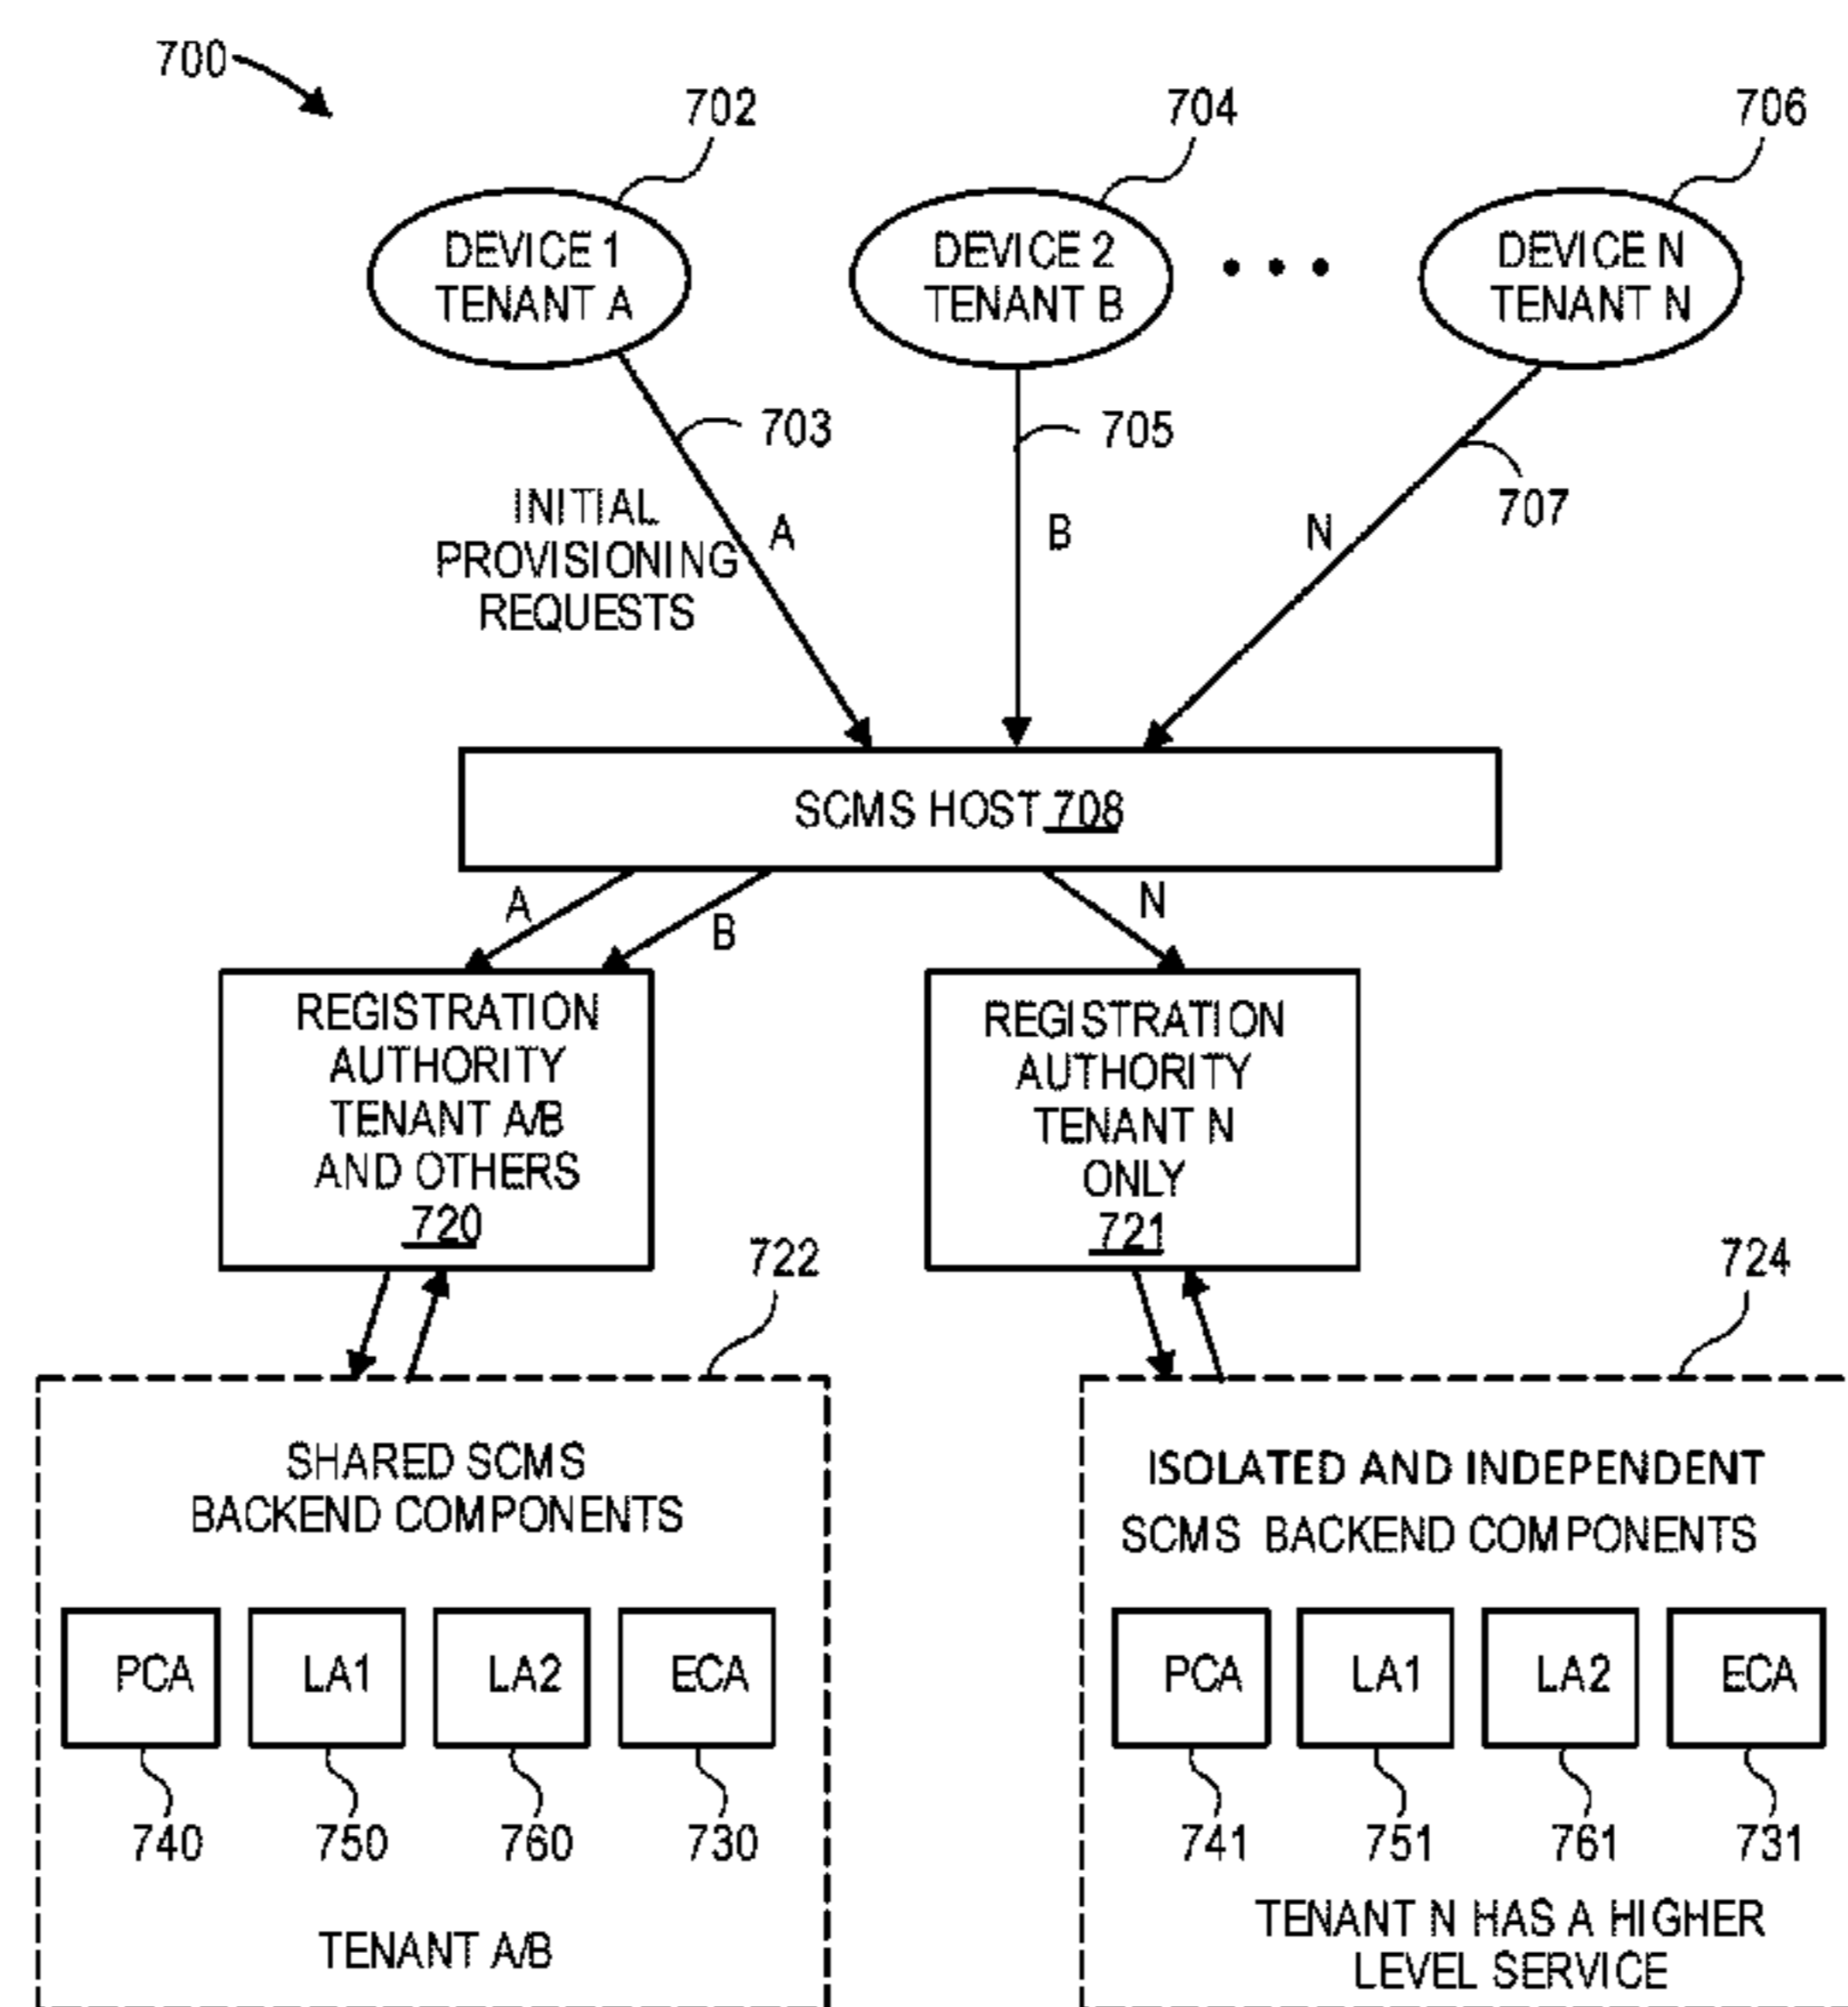 700
702
704
706
DEVICE 1
TENANT A
DEVICE 2
TENANT B
DEVICE N
TENANT N
703
705
707
INITIAL
PROVISIONING
REQUESTS
A
B
N
SCMS HOST 708
A
B
N
REGISTRATION
AUTHORITY
TENANT A/B
AND OTHERS
720
REGISTRATION
AUTHORITY
TENANT N
ONLY
721
722
724
SHARED SCMS
BACKEND COMPONENTS
PCA
LA1
LA2
ECA
740
750
760
730
TENANT A/B
ISOLATED AND INDEPENDENT
SCMS BACKEND COMPONENTS
PCA
LA1
LA2
ECA
741
751
761
731
TENANT N HAS A HIGHER
LEVEL SERVICE